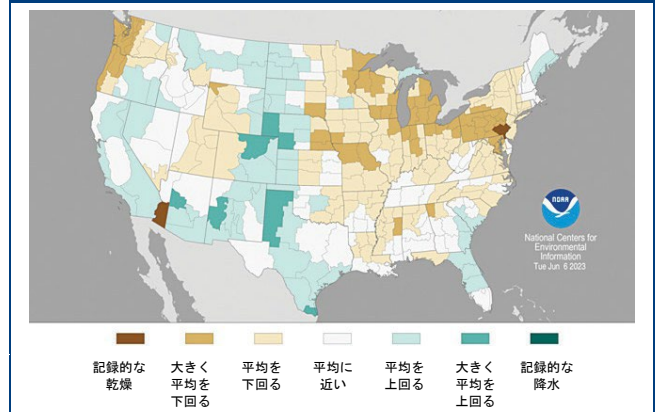 NOAA
National Centers for
Environmental
Information
Tue Jun 6 2023
記録的な
乾燥
大きく
平均を
下回る
平均を
下回る
平均に
近い
平均を
上回る
大きく
平均を
上回る
記録的な
降水